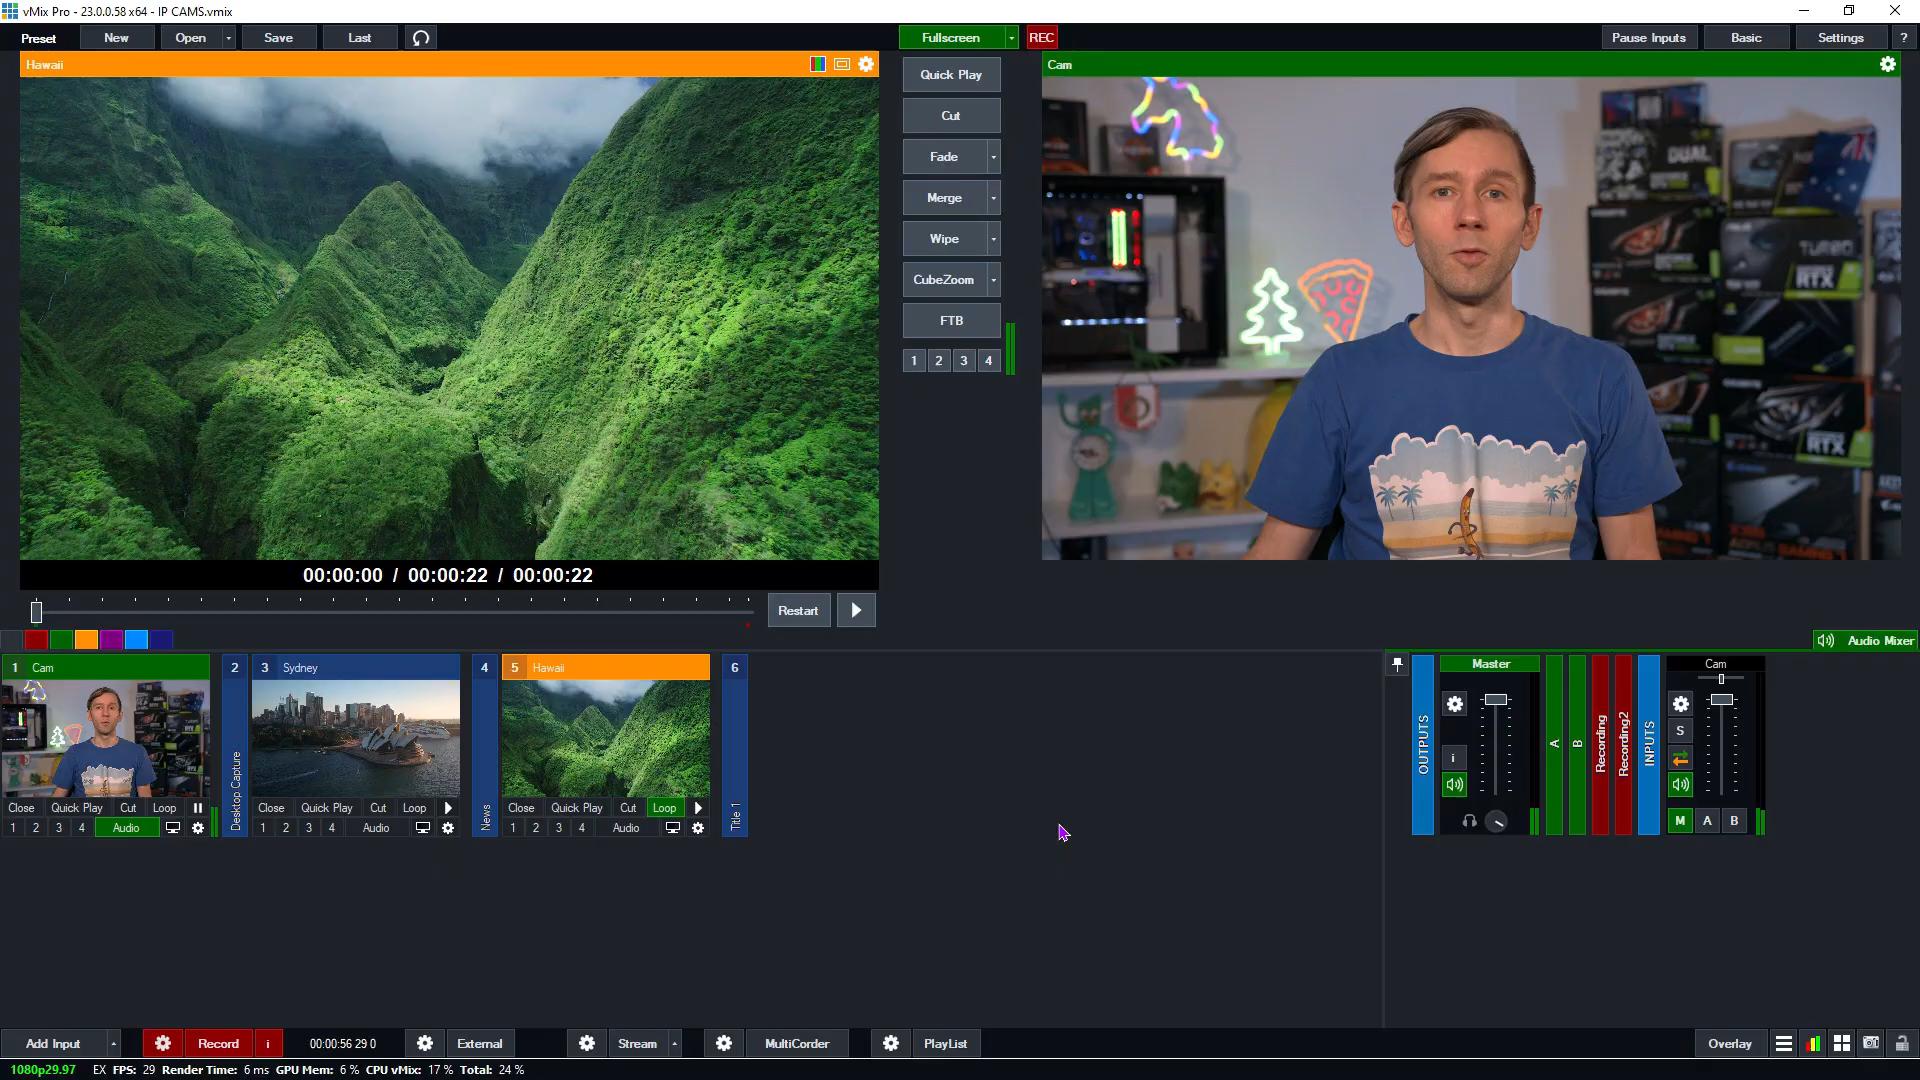 vMix Pro - 23.0.0.58 x64 - IP CAMS.vmix
Preset New Open Save Last Fullscreen REC Pause Inputs Basic Settings ?
Hawaii
Cam
Quick Play
Cut
Fade
Merge
Wipe
CubeZoom
FTB
1 2 3 4
DUAL
TURBO
RTX
RTX
00:00:00 / 00:00:22 / 00:00:22
Restart
Audio Mixer
1 Cam
Close Quick Play Cut Loop
1 2 3 4 Audio
2
Desktop Capture
3 Sydney
Close Quick Play Cut Loop
1 2 3 4 Audio
4
News
5 Hawaii
Close Quick Play Cut Loop
1 2 3 4 Audio
6
Title 1
OUTPUTS
Master
i
A
B
Recording
Recording2
INPUTS
Cam
S
M A B
Add Input Record i 00:00:56 29 0 External Stream MultiCorder PlayList Overlay
1080p29.97 EX FPS: 29 Render Time: 6 ms GPU Mem: 6 % CPU vMix: 17 % Total: 24 %